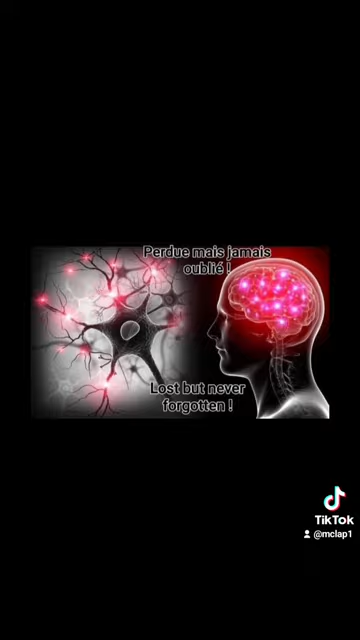 Perdue mais jamais
oublié !
Lost but never
forgotten !
TikTok
@mclap1